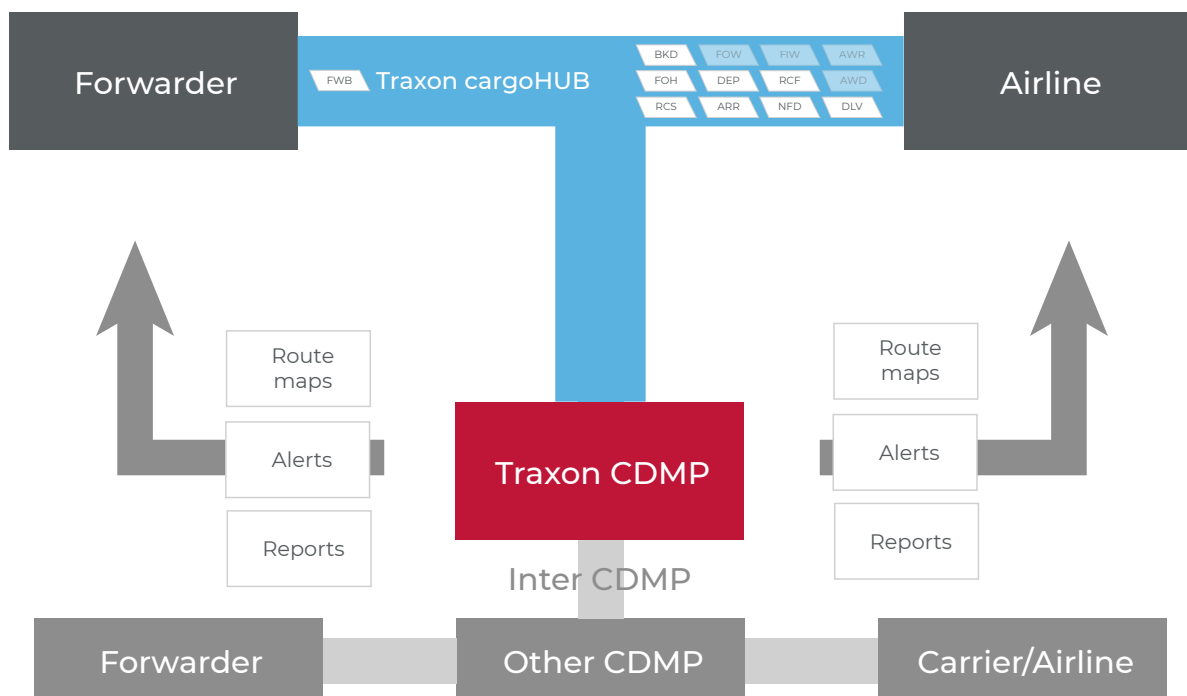 Forwarder
FWB
Traxon cargoHUB
BKD FOW FIW AWR
FOH DEP RCF AWD
RCS ARR NFD DLV
Airline
Route
maps
Alerts
Reports
Traxon CDMP
Route
maps
Alerts
Reports
Inter CDMP
Forwarder
Other CDMP
Carrier/Airline